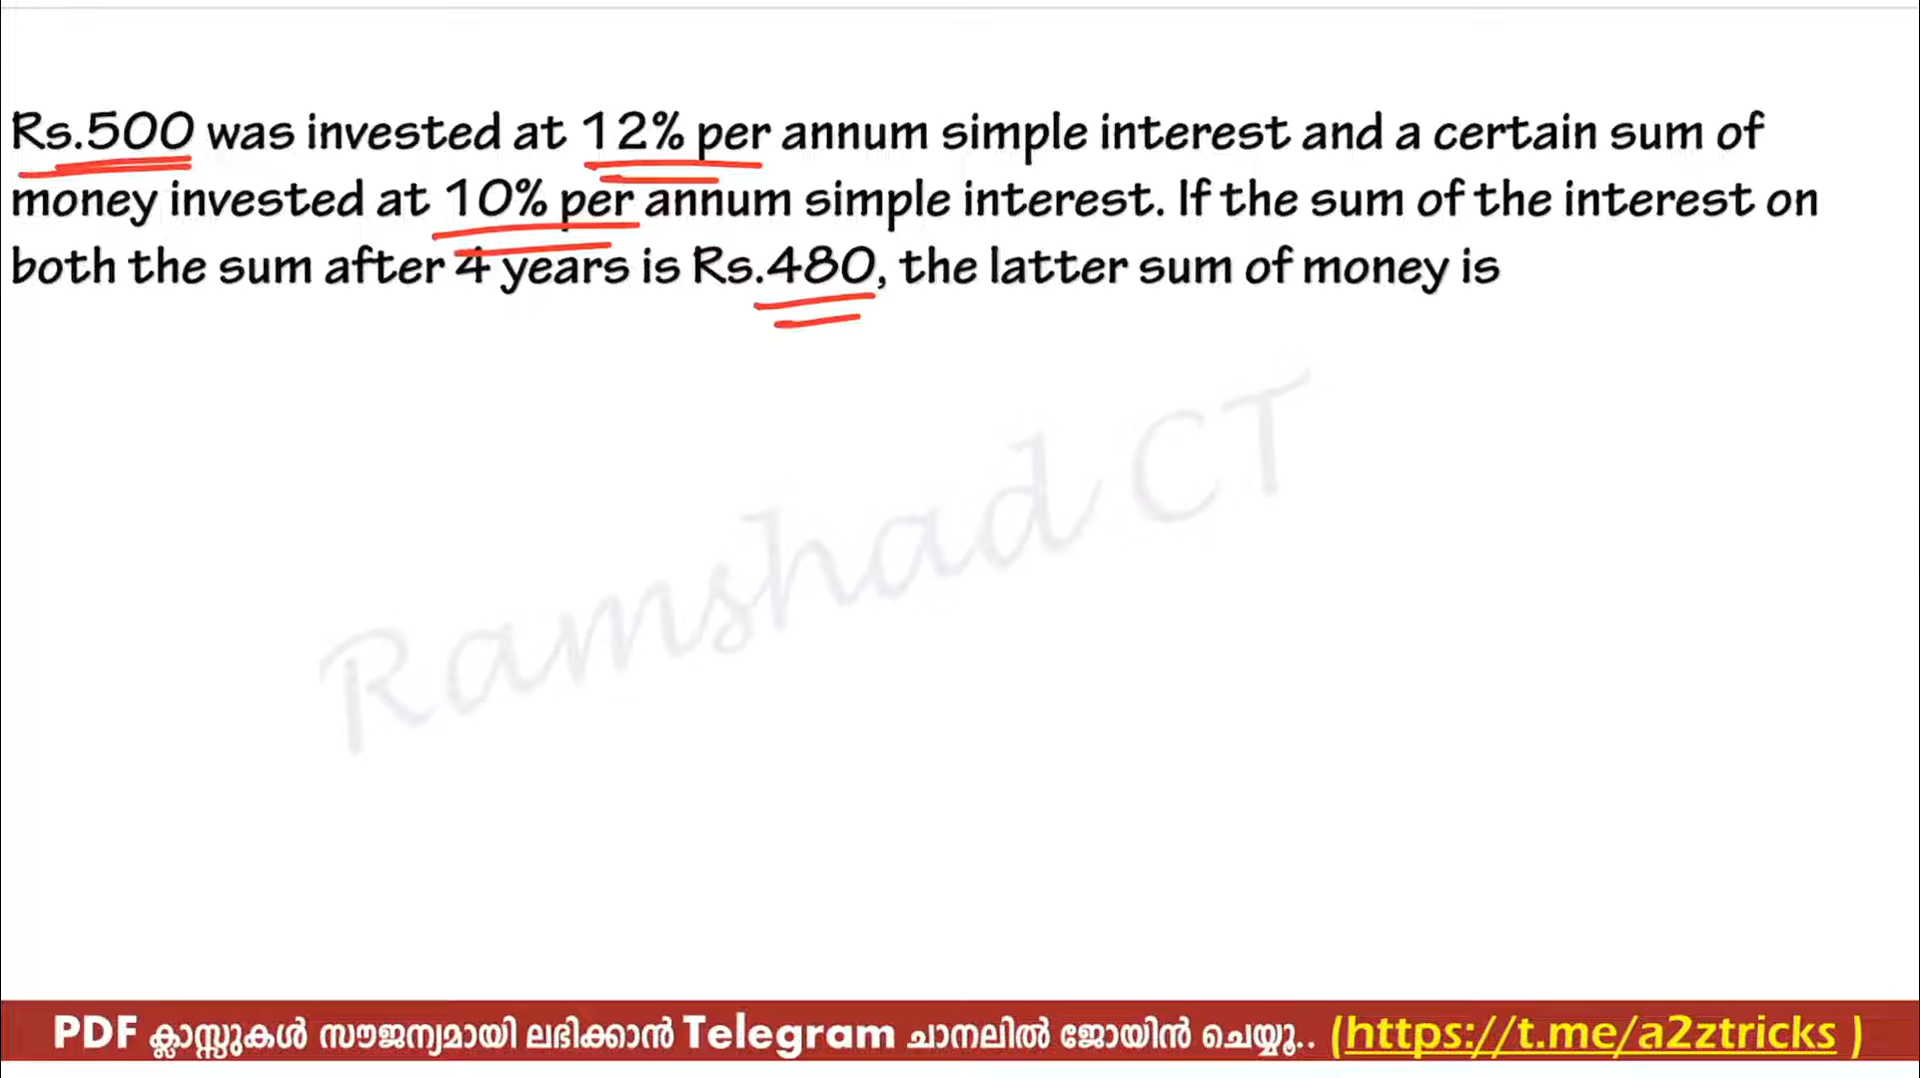 Rs.500 was invested at 12% per annum simple interest and a certain sum of
money invested at 10% per annum simple interest. If the sum of the interest on
both the sum after 4 years is Rs.480, the latter sum of money is
Ramshad CT
PDF ക്ലാസ്സുകൾ സൗജന്യമായി ലഭിക്കാൻ Telegram ചാനലിൽ ജോയിൻ ചെയ്യൂ.. (https://t.me/a2ztricks )